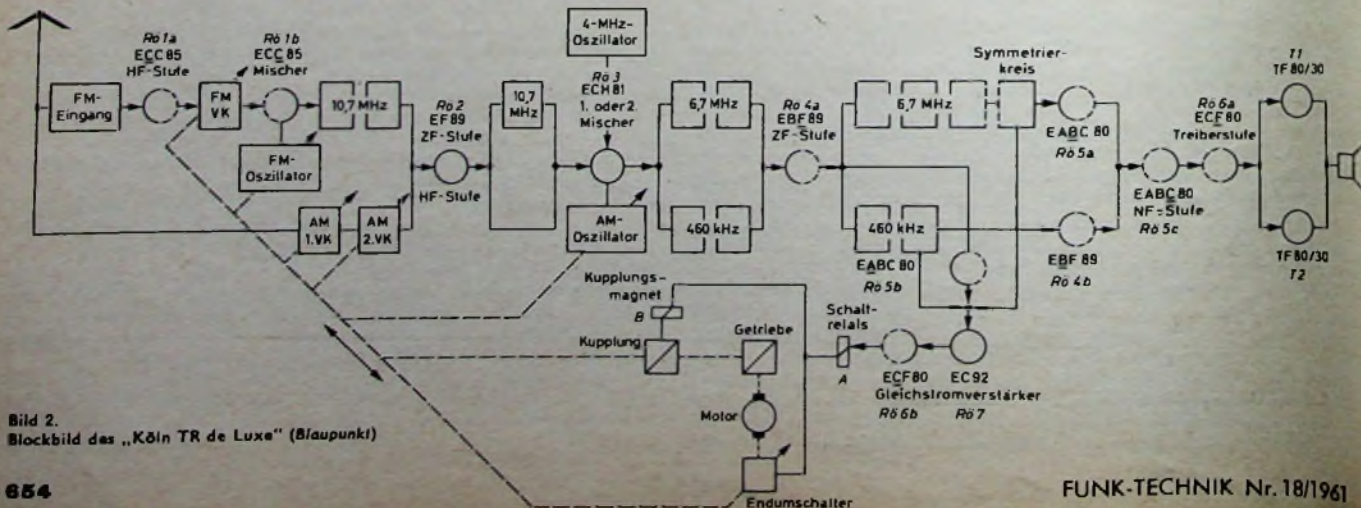 Rö 1a
ECC85
HF-Stufe
Rö 1b
ECC85
Mischer
4-MHz-
Oszillator
Rö 3
ECH81
1. oder 2.
Mischer
Symmetrier-
kreis
T1
TF 80/30
FM-
Eingang
FM
VK
10,7 MHz
Rö 2
EF 89
ZF-Stufe
10,7
MHz
6,7 MHz
Rö 4a
EBF 89
ZF-Stufe
6,7 MHz
EABC 80
Rö 5a
Rö 6a
ECF 80
Treiberstufe
FM-
Oszillator
HF-Stufe
EABC 80
NF-Stufe
Rö 5c
AM
1.VK
AM
2.VK
AM-
Oszillator
460 kHz
460 kHz
EABC 80
Rö 5b
EBF 89
Rö 4b
TF 80/30
T2
Kupplungs-
magnet
B
Kupplung
Getriebe
Schalt-
relais
A
ECF 80
EC 92
Gleichstromverstärker
Rö 6b
Rö 7
Motor
Endumschalter
Bild 2.
Blockbild des „Köln TR de Luxe" (Blaupunkt)
654
FUNK-TECHNIK Nr. 18/1961